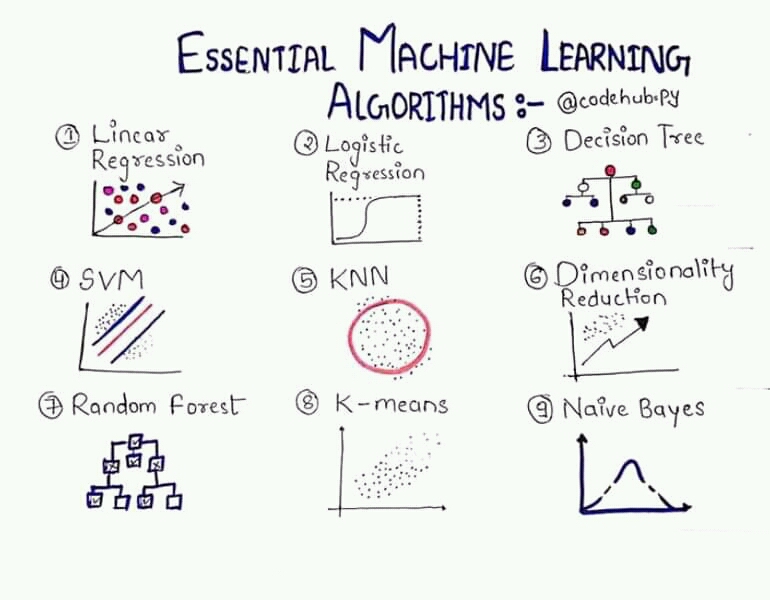 ESSENTIAL MACHINE LEARNING
ALGORITHMS :- @codehub.py
① Linear
Regression
② Logistic
Regression
③ Decision Tree
④ SVM
⑤ KNN
⑥ Dimensionality
Reduction
⑦ Random Forest
⑧ K-means
⑨ Naive Bayes